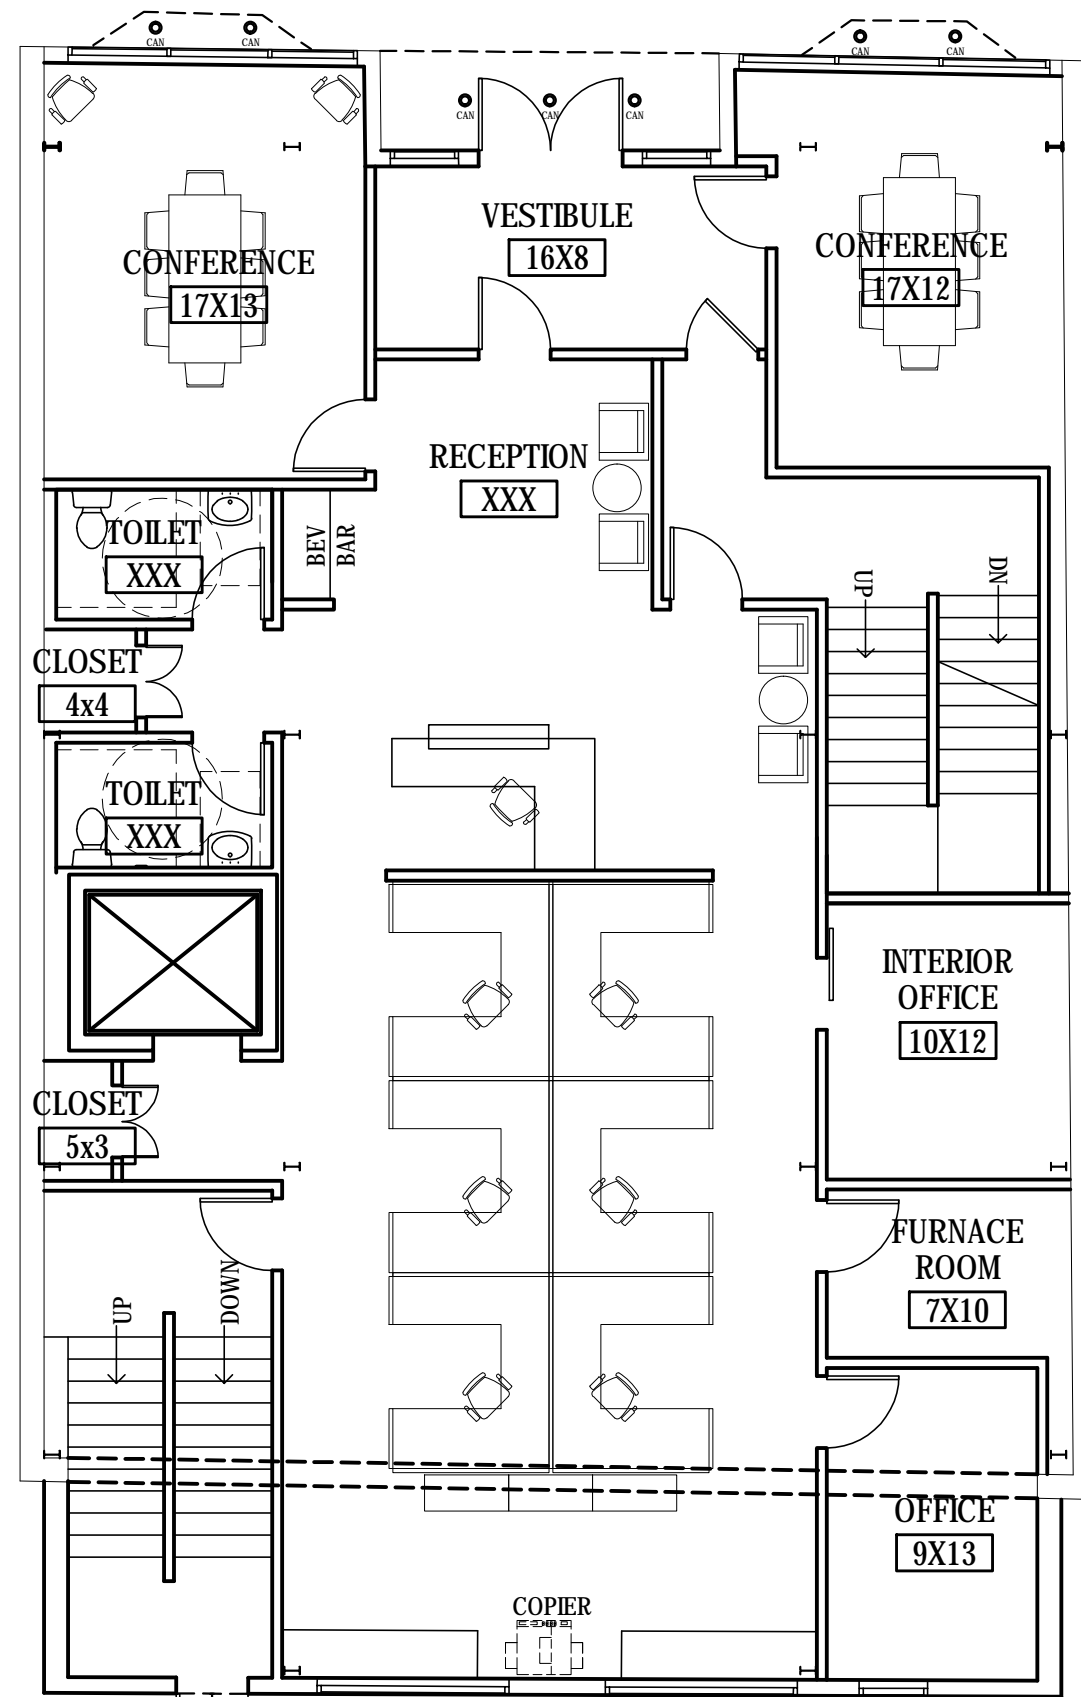 CAN
CAN
CAN
CAN
CAN
CAN
CAN
VESTIBULE
16X8
CONFERENCE
17X13
CONFERENCE
17X12
RECEPTION
XXX
TOILET
XXX
BEV
BAR
UP
DN
CLOSET
4x4
TOILET
XXX
INTERIOR
OFFICE
10X12
CLOSET
5x3
FURNACE
ROOM
7X10
UP
DOWN
OFFICE
9X13
COPIER